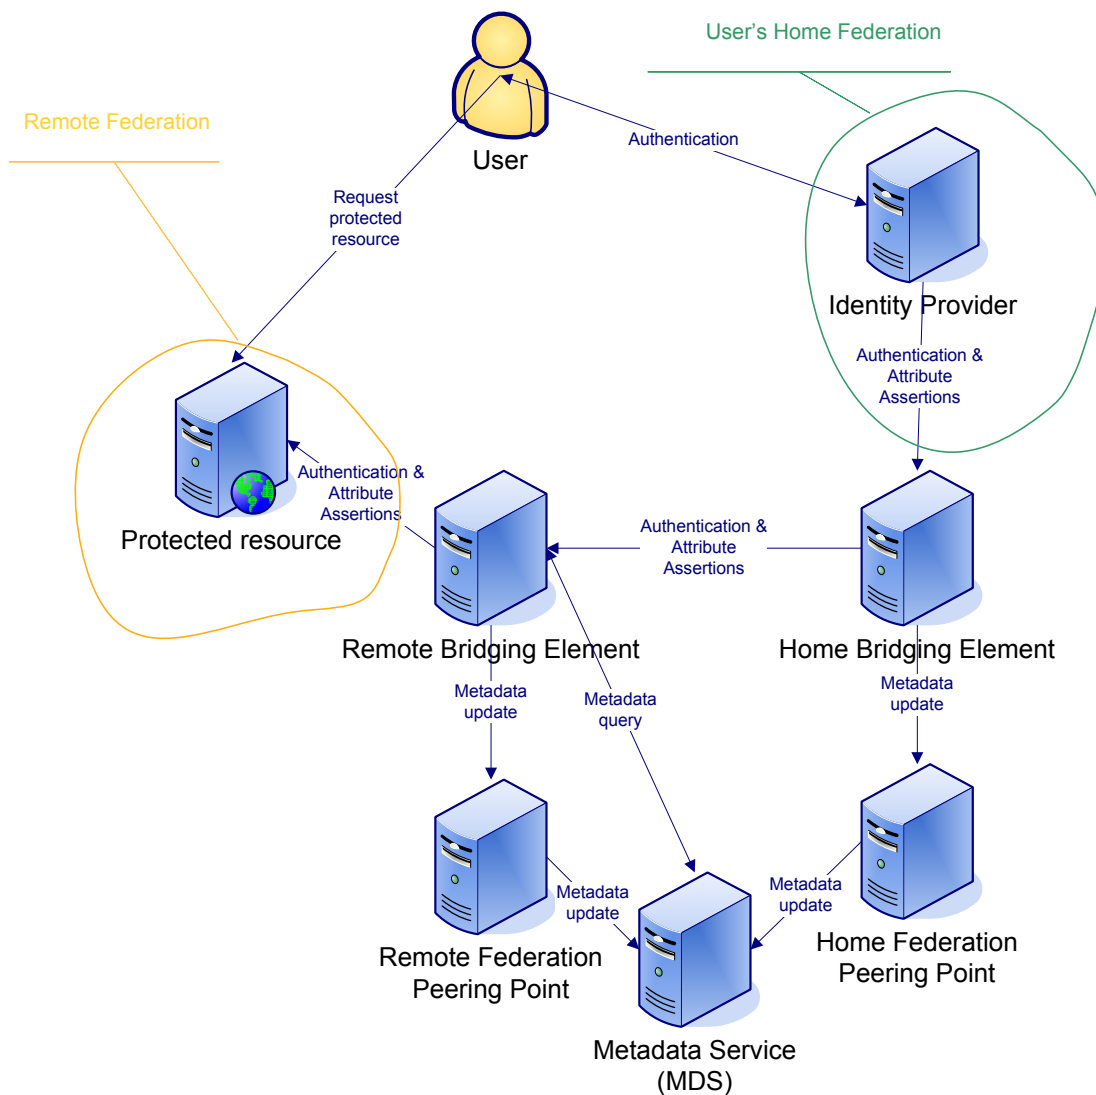 User's Home Federation
Remote Federation
Authentication
User
Request
protected
resource
Identity Provider
Authentication &
Attribute
Assertions
Authentication &
Attribute
Assertions
Protected resource
Authentication &
Attribute
Assertions
Remote Bridging Element
Home Bridging Element
Metadata
update
Metadata
query
Metadata
update
Metadata
update
Metadata
update
Remote Federation
Peering Point
Home Federation
Peering Point
Metadata Service
(MDS)